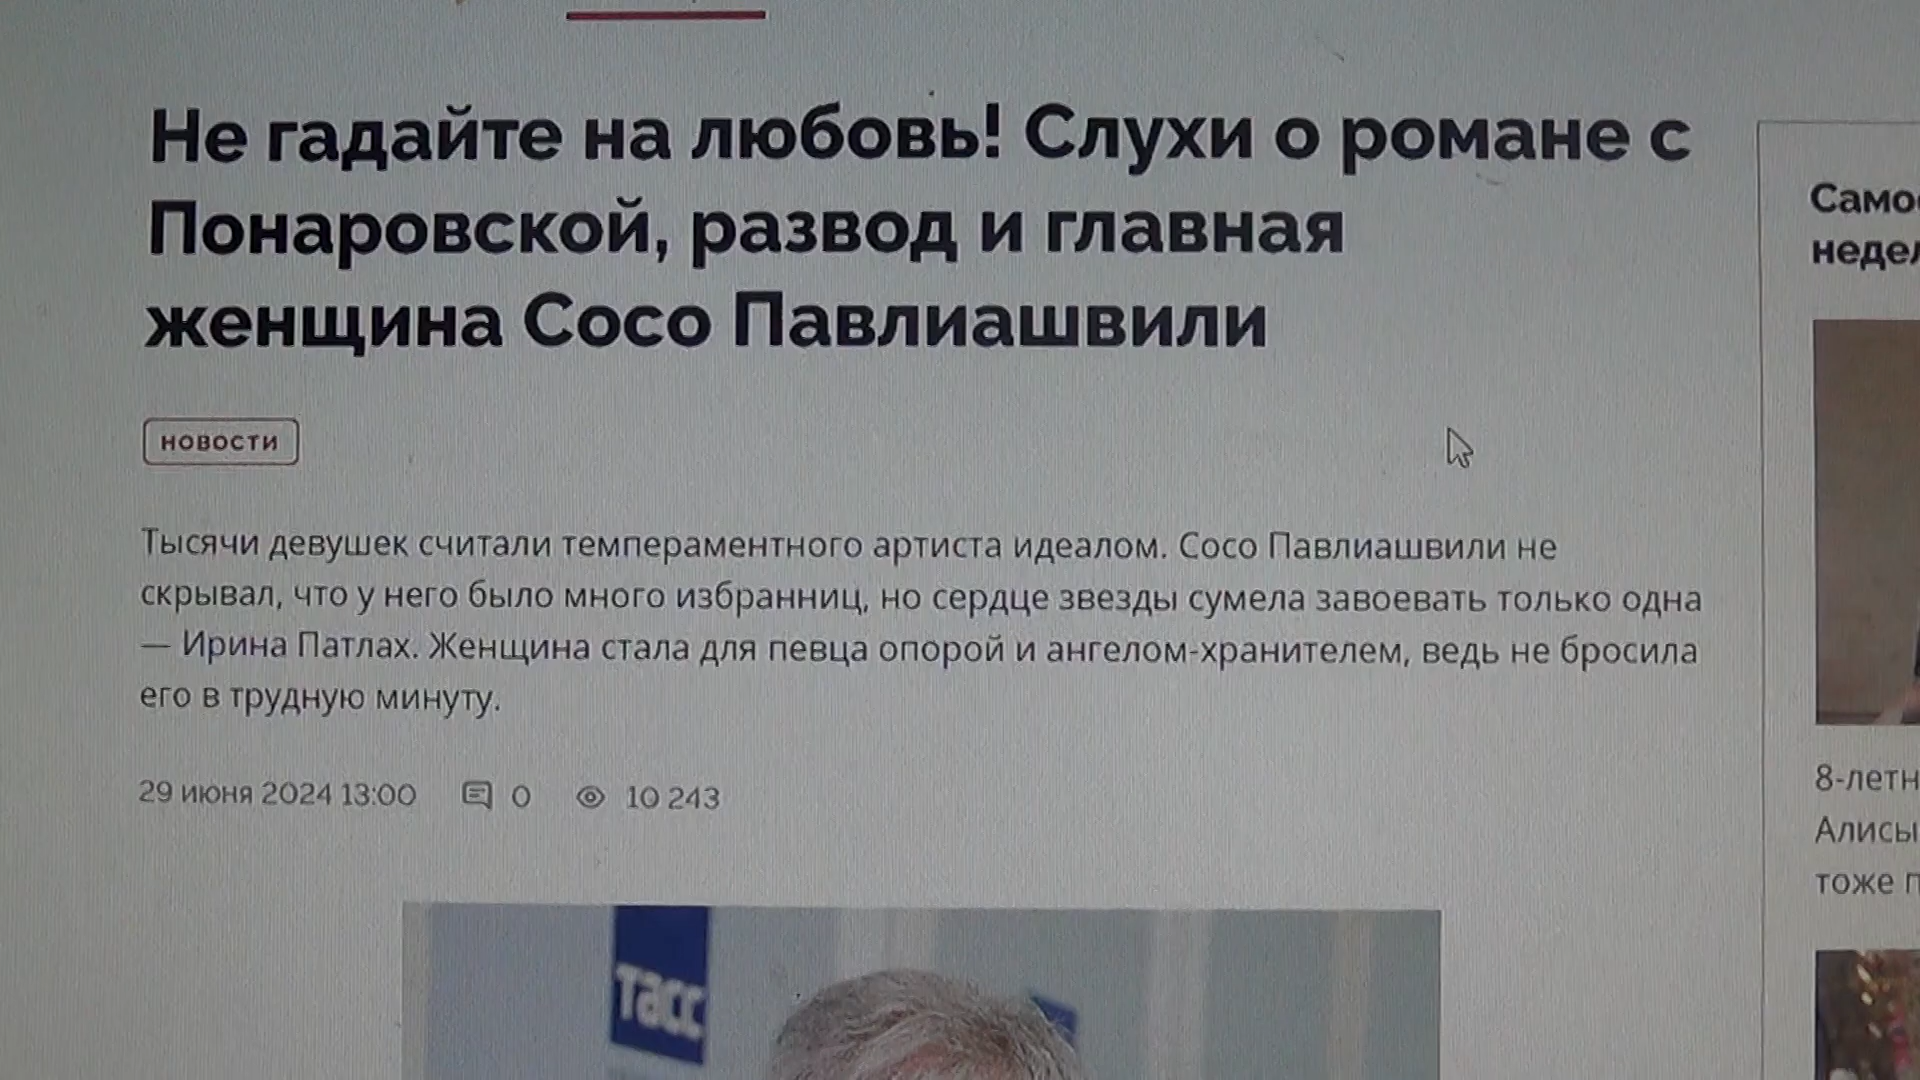 Не гадайте на любовь! Слухи о романе с
Понаровской, развод и главная
женщина Сосо Павлиашвили
НОВОСТИ
Тысячи девушек считали темпераментного артиста идеалом. Сосо Павлиашвили не
скрывал, что у него было много избранниц, но сердце звезды сумела завоевать только одна
— Ирина Патлах. Женщина стала для певца опорой и ангелом-хранителем, ведь не бросила
его в трудную минуту.
29 июня 2024 13:00 0 10 243
тасс
8-летн
Алисы
тоже